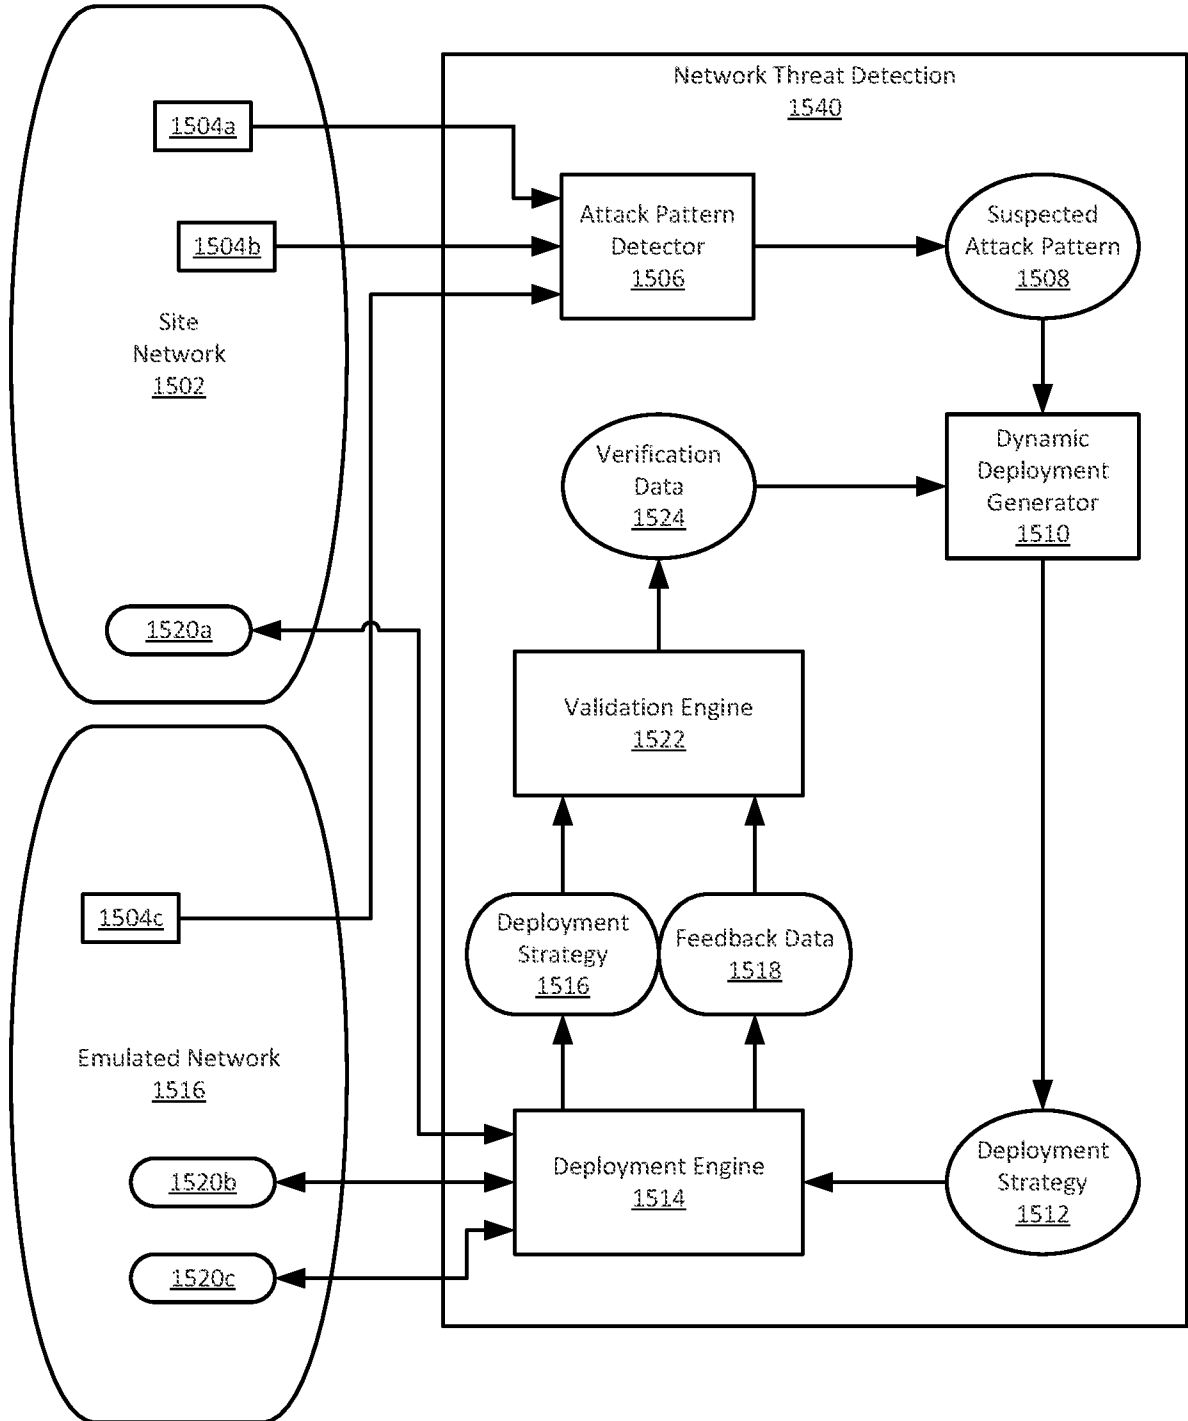 Network Threat Detection
1540
1504a
1504b
Site
Network
1502
1520a
Attack Pattern
Detector
1506
Suspected
Attack Pattern
1508
Verification
Data
1524
Dynamic
Deployment
Generator
1510
Validation Engine
1522
1504c
Emulated Network
1516
1520b
1520c
Deployment
Strategy
1516
Feedback Data
1518
Deployment Engine
1514
Deployment
Strategy
1512